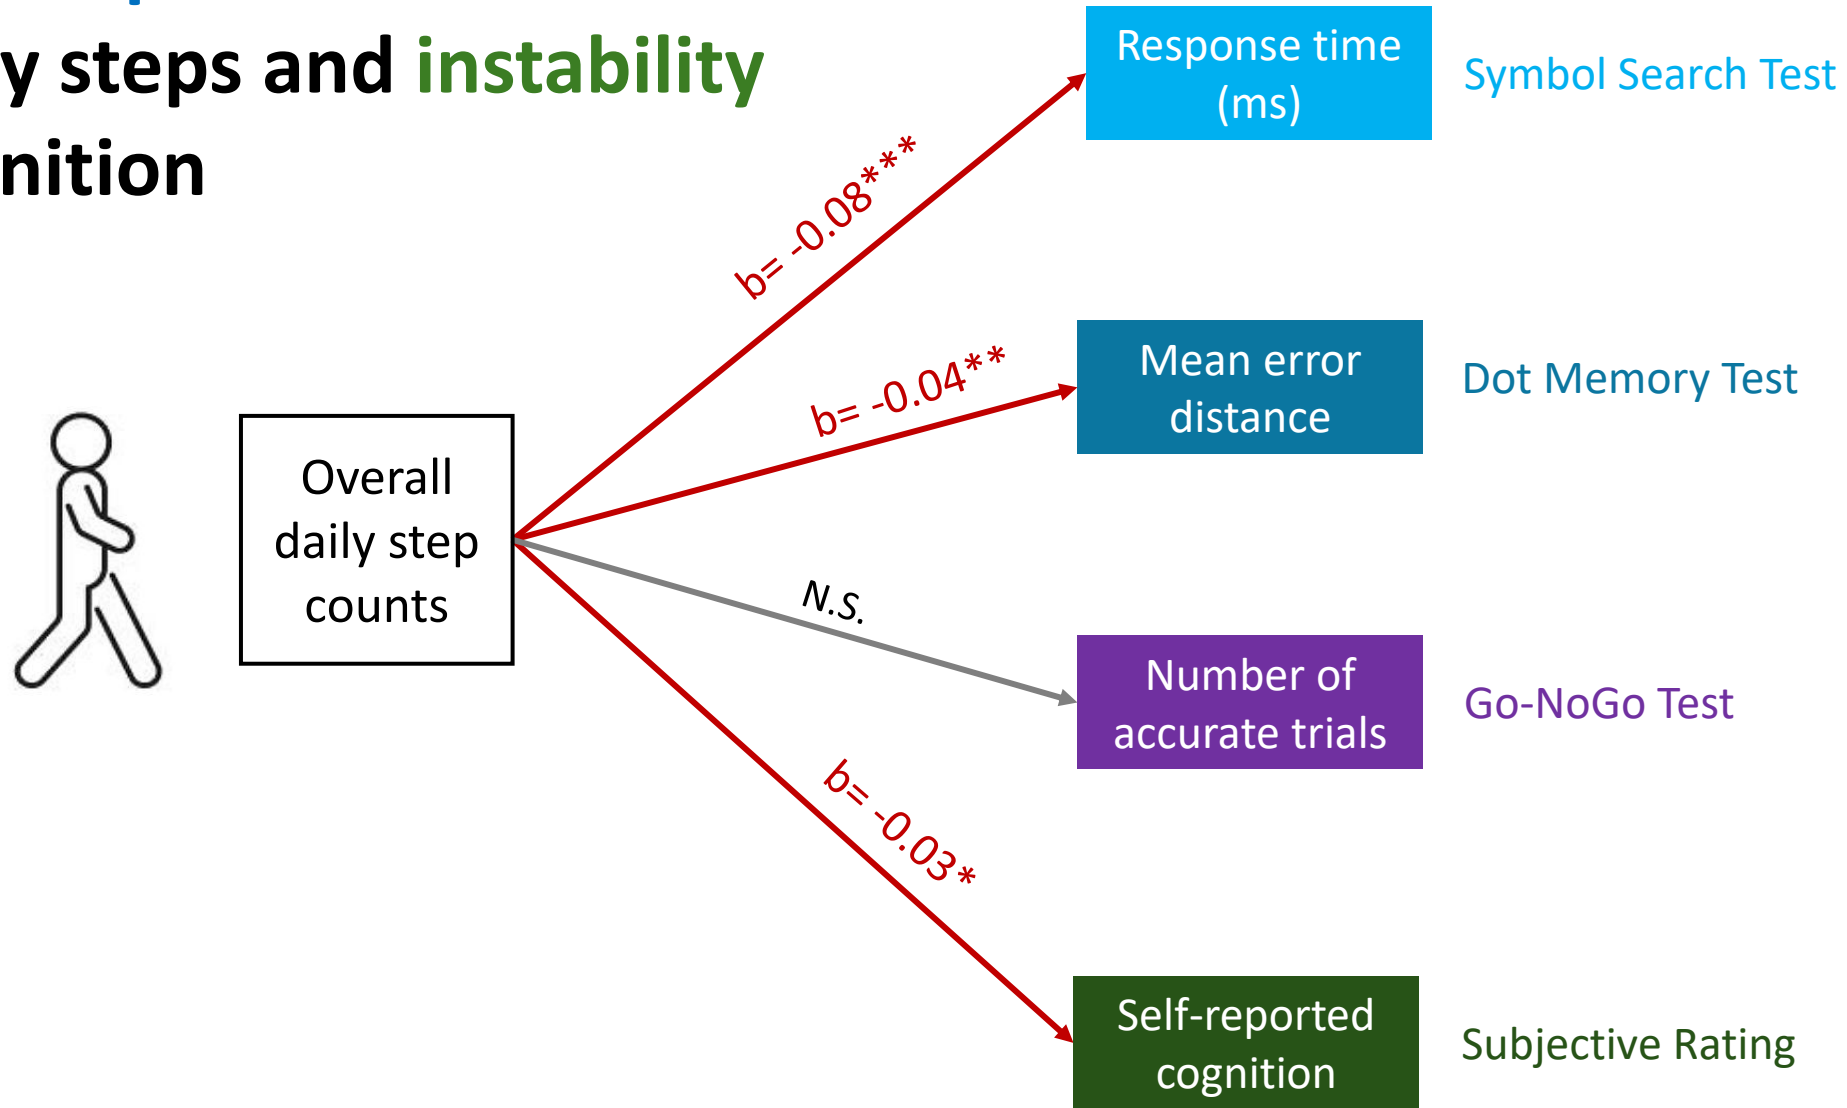 y steps and instability
nition
Response time
(ms)
Symbol Search Test
b= -0.08***
Mean error
distance
Dot Memory Test
b= -0.04**
Overall
daily step
counts
N.S.
Number of
accurate trials
Go-NoGo Test
b= -0.03*
Self-reported
cognition
Subjective Rating